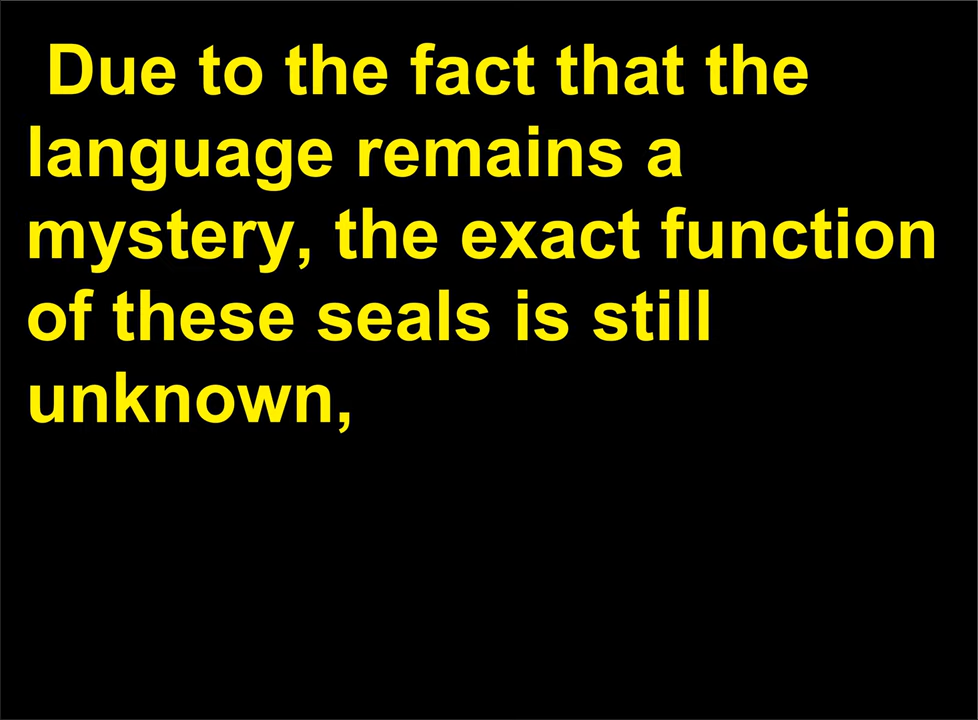 Due to the fact that the
language remains a
mystery, the exact function
of these seals is still
unknown,